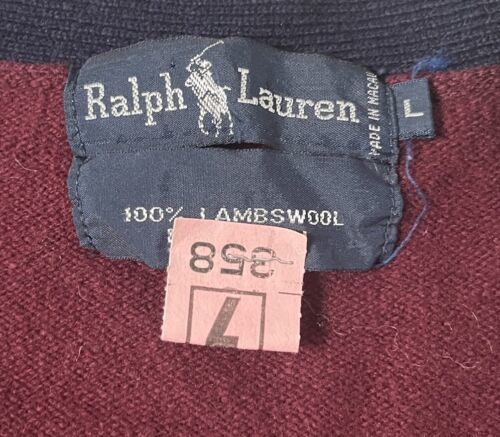 Ralph Lauren
MADE IN MACAU
L
100% LAMBSWOOL
358
7